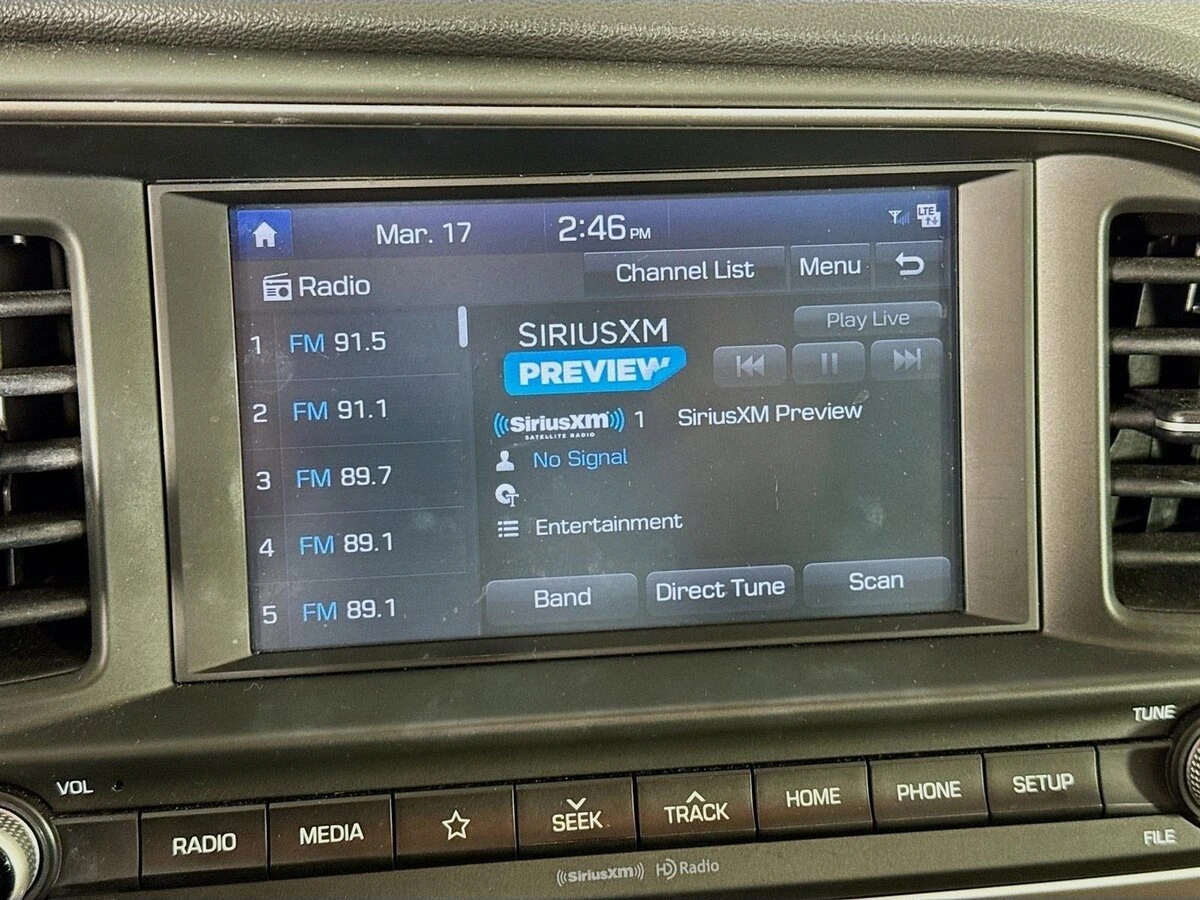 Mar. 17 2:46 PM LTE
Radio Channel List Menu
1 FM 91.5
2 FM 91.1
3 FM 89.7
4 FM 89.1
5 FM 89.1
SIRIUSXM
PREVIEW
Play Live
((SiriusXM)) 1 SiriusXM Preview
SATELLITE RADIO
No Signal
Entertainment
Band Direct Tune Scan
VOL
TUNE
RADIO MEDIA SEEK TRACK HOME PHONE SETUP
FILE
((SiriusXM)) HD Radio